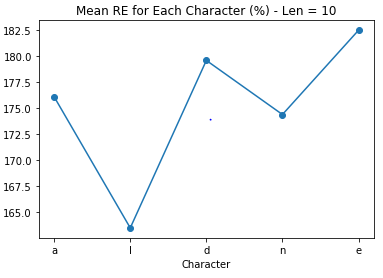 Mean RE for Each Character (%) - Len = 10
182.5
180.0
177.5
175.0
172.5
170.0
167.5
165.0
a l d n e
Character